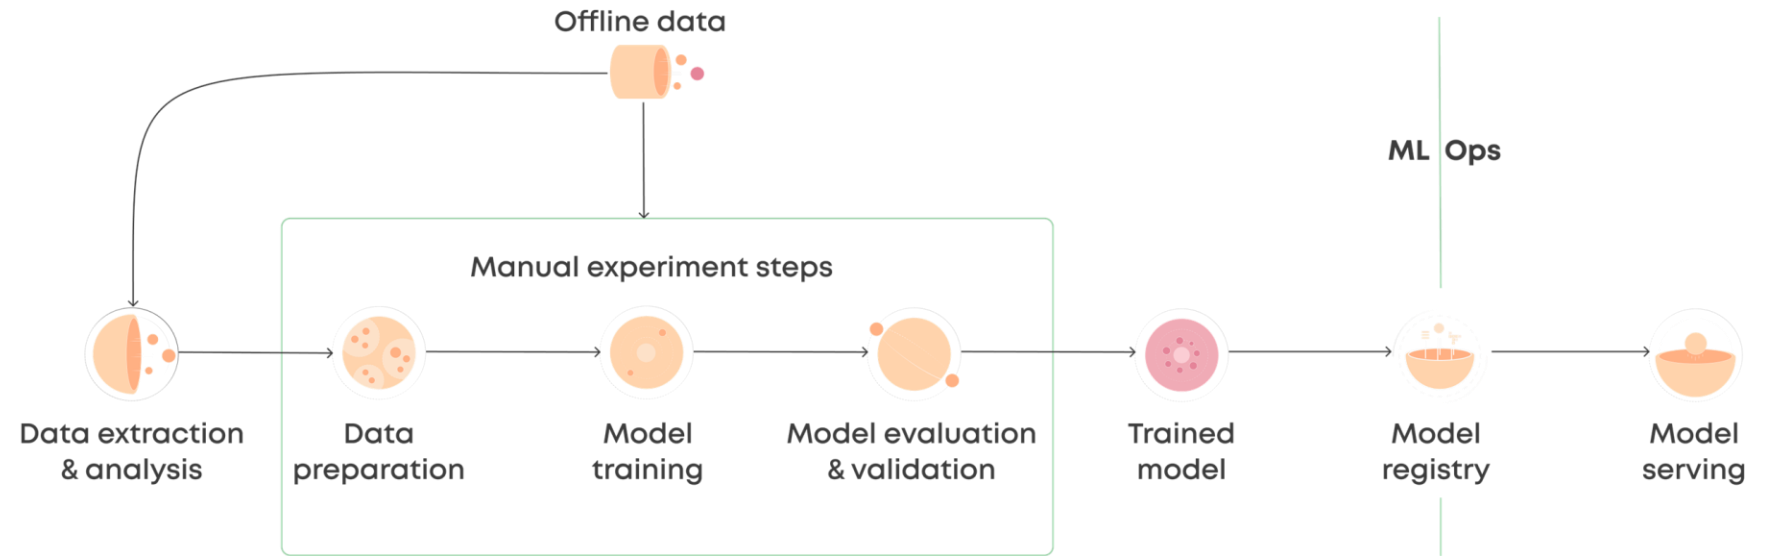 Offline data
ML Ops
Manual experiment steps
Data extraction
& analysis
Data
preparation
Model
training
Model evaluation
& validation
Trained
model
Model
registry
Model
serving